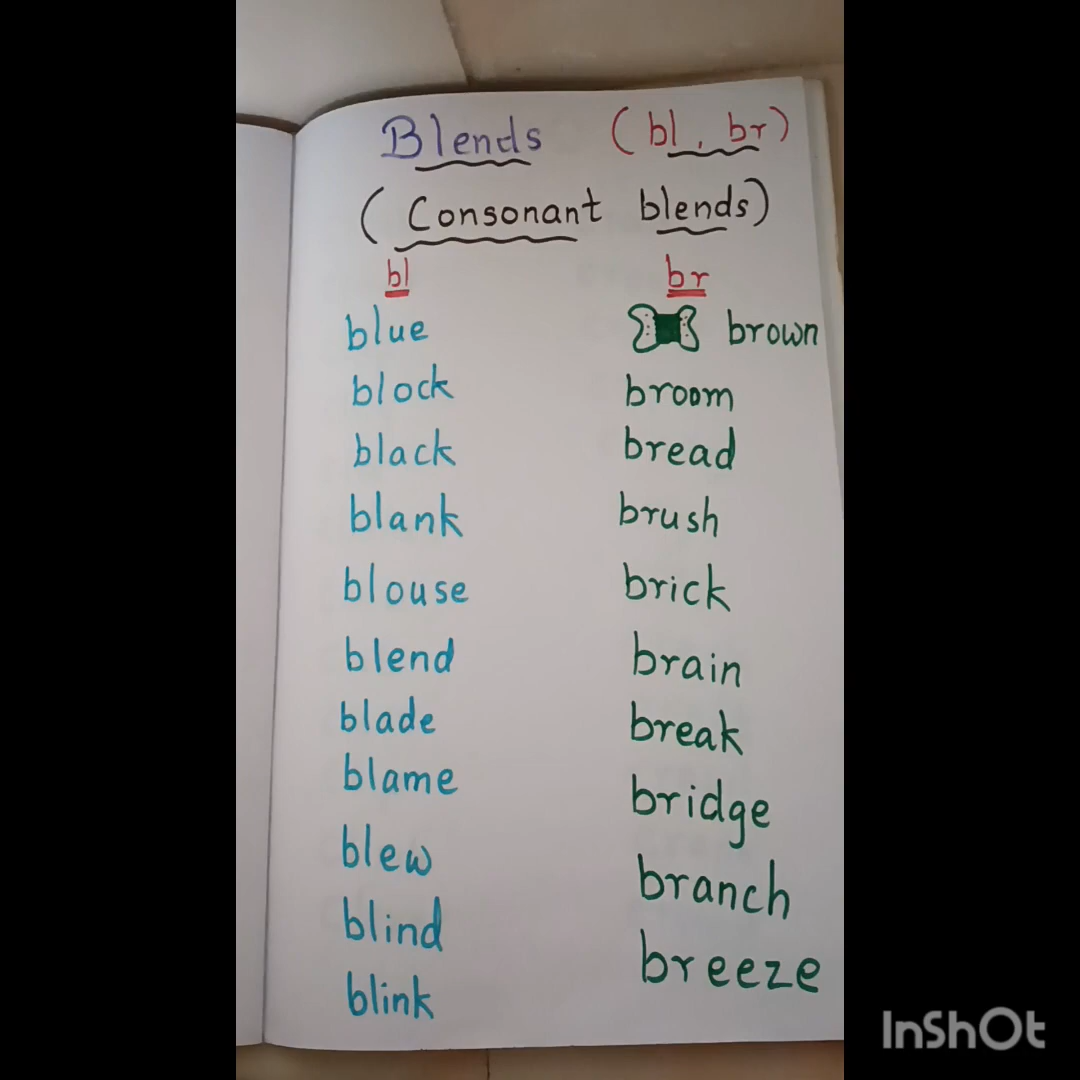 Blends (bl, br)
(Consonant blends)
bl br
blue brown
block broom
black bread
blank brush
blouse brick
blend brain
blade break
blame bridge
blew branch
blind breeze
blink
InShOt